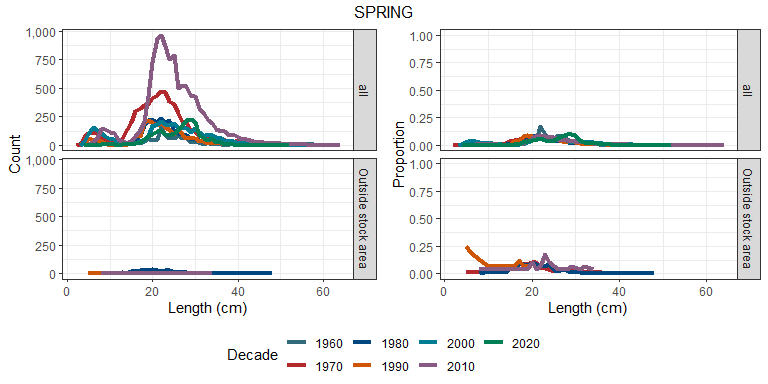 SPRING
1,000
750
500
250
0
all
1,000
750
500
250
0
Outside stock area
0
20
40
60
Count
Length (cm)
1.00
0.75
0.50
0.25
0.00
all
1.00
0.75
0.50
0.25
0.00
Outside stock area
0
20
40
60
Proportion
Length (cm)
Decade
1960 1980 2000 2020
1970 1990 2010